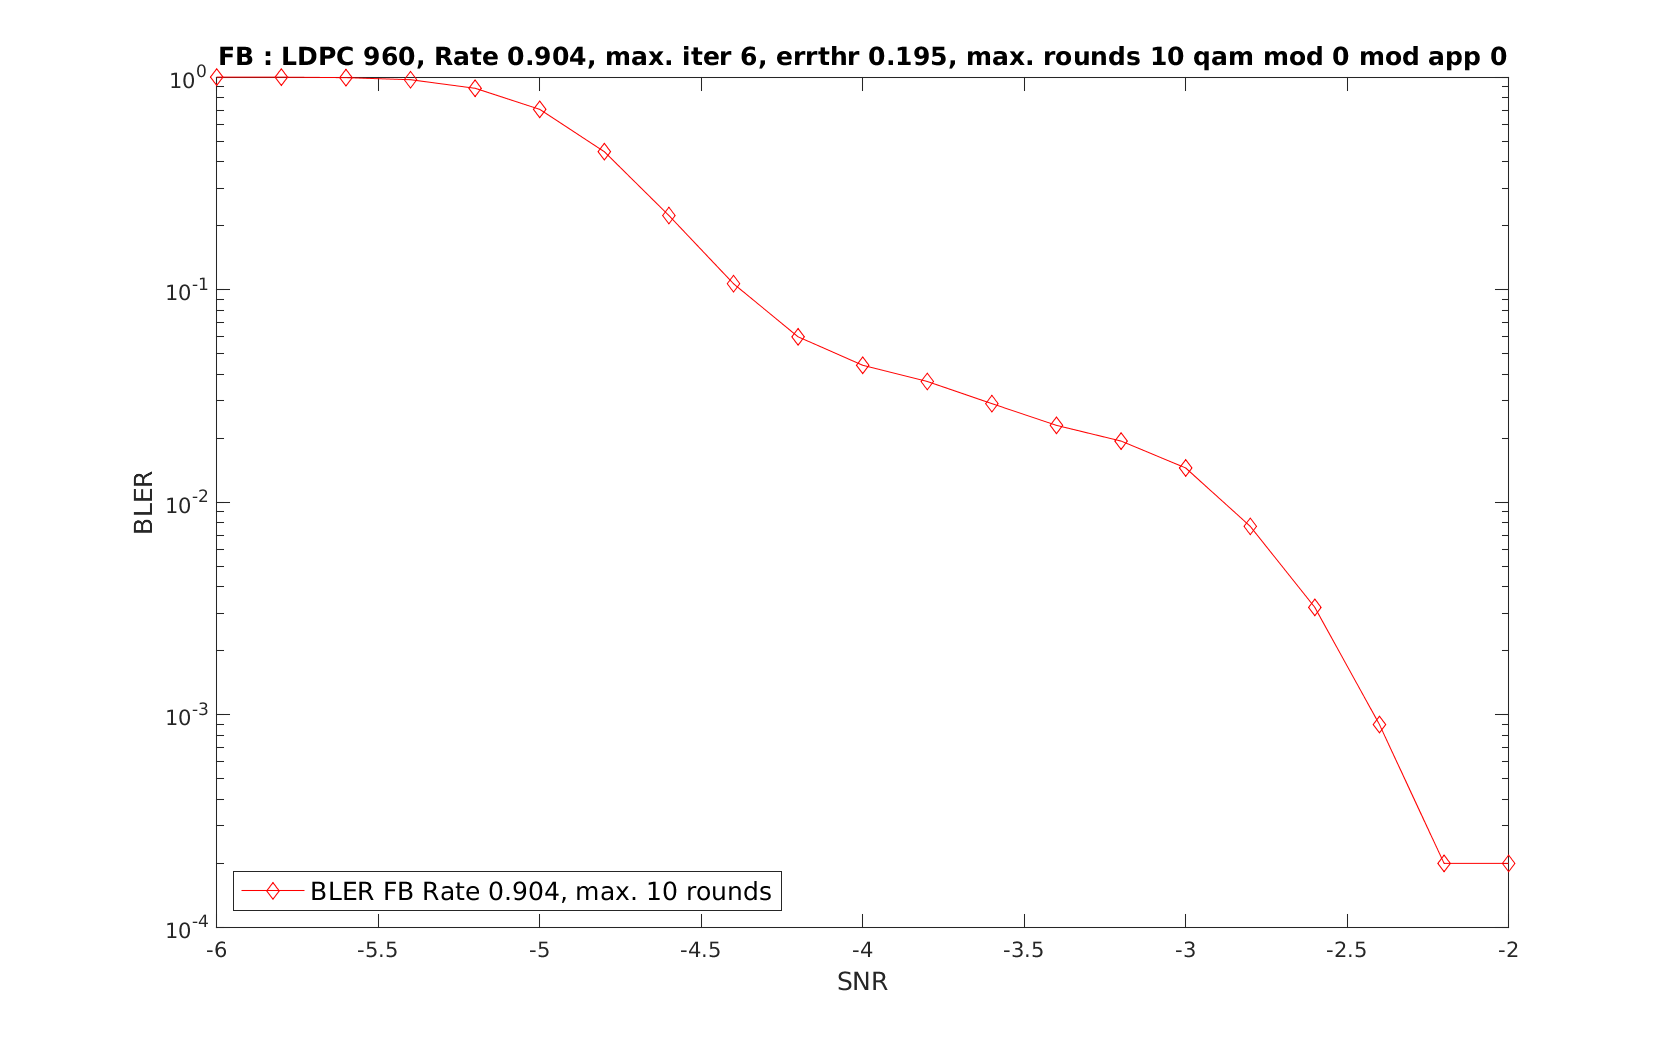 FB : LDPC 960, Rate 0.904, max. iter 6, errthr 0.195, max. rounds 10 qam mod 0 mod app 0
10^0
10^-1
10^-2
10^-3
10^-4
BLER
BLER FB Rate 0.904, max. 10 rounds
-6 -5.5 -5 -4.5 -4 -3.5 -3 -2.5 -2
SNR